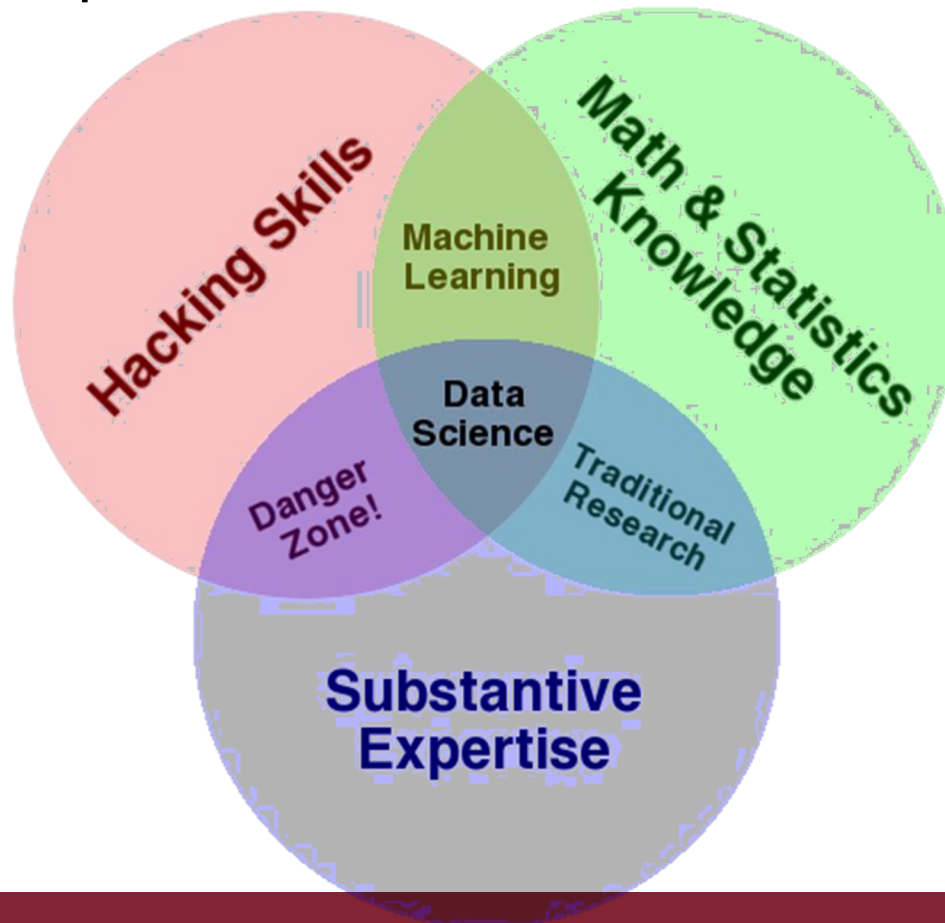 Hacking Skills
Math & Statistics
Knowledge
Machine
Learning
Data
Science
Danger
Zone!
Traditional
Research
Substantive
Expertise